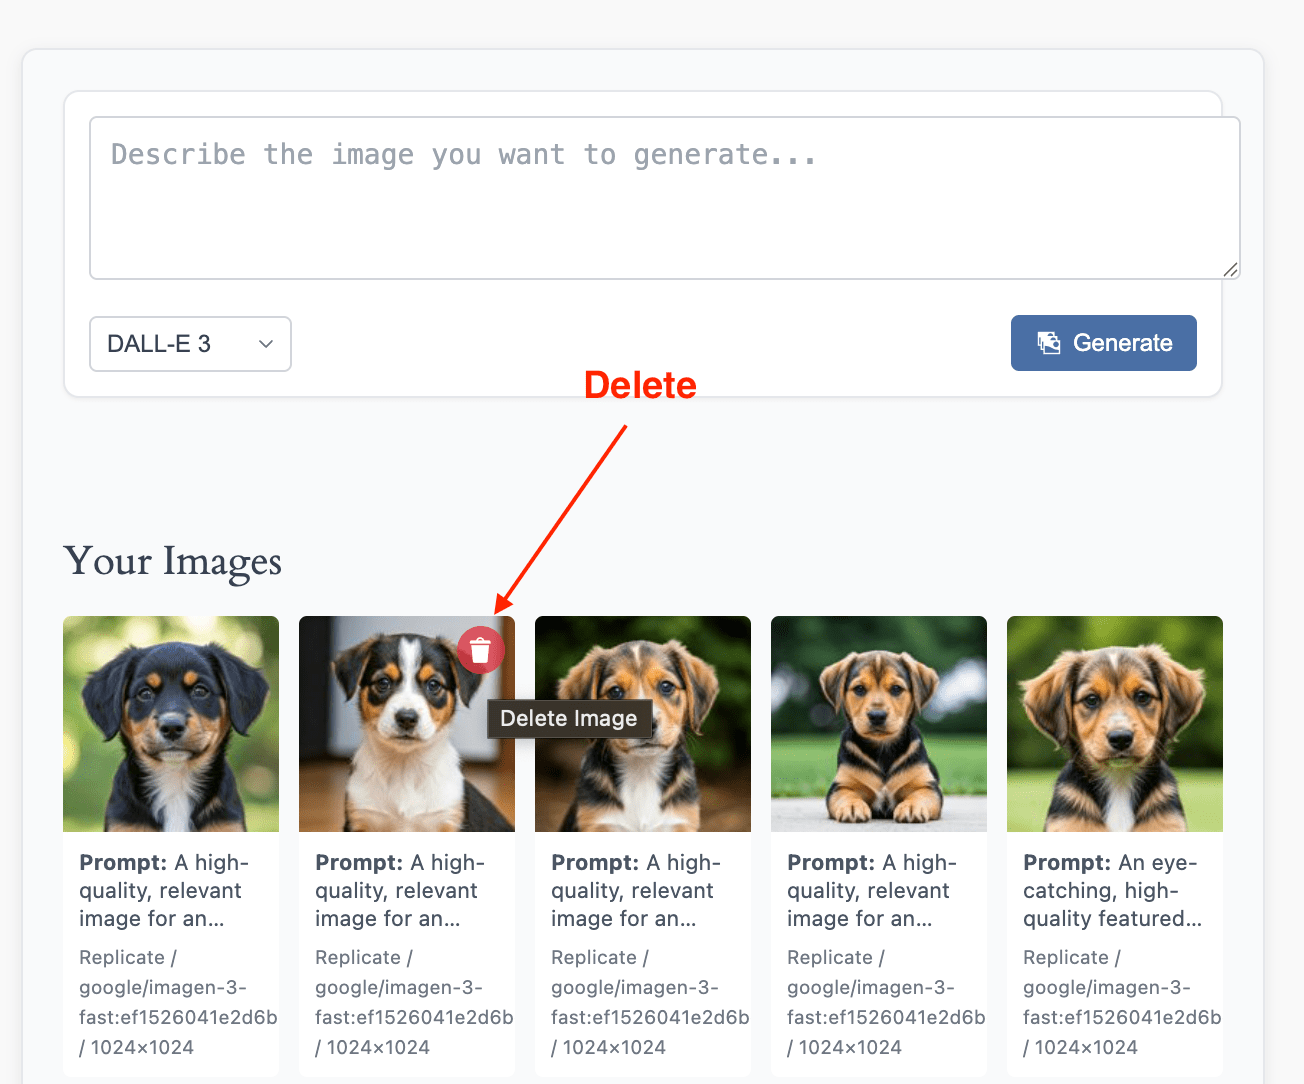 Describe the image you want to generate...
DALL-E 3
Generate
Delete
Your Images
Delete Image
Prompt: A high-
quality, relevant
image for an...
Replicate /
google/imagen-3-
fast:ef1526041e2d6b
/ 1024×1024
Prompt: A high-
quality, relevant
image for an...
Replicate /
google/imagen-3-
fast:ef1526041e2d6b
/ 1024×1024
Prompt: A high-
quality, relevant
image for an...
Replicate /
google/imagen-3-
fast:ef1526041e2d6b
/ 1024×1024
Prompt: A high-
quality, relevant
image for an...
Replicate /
google/imagen-3-
fast:ef1526041e2d6b
/ 1024×1024
Prompt: An eye-
catching, high-
quality featured...
Replicate /
google/imagen-3-
fast:ef1526041e2d6b
/ 1024×1024